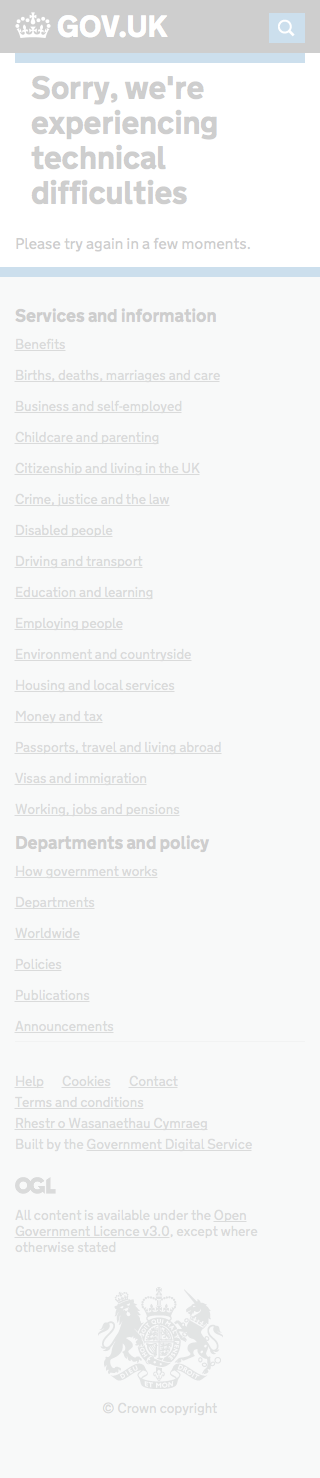 GOV.UK
Sorry, we're
experiencing
technical
difficulties
Please try again in a few moments.
Services and information
Benefits
Births, deaths, marriages and care
Business and self-employed
Childcare and parenting
Citizenship and living in the UK
Crime, justice and the law
Disabled people
Driving and transport
Education and learning
Employing people
Environment and countryside
Housing and local services
Money and tax
Passports, travel and living abroad
Visas and immigration
Working, jobs and pensions
Departments and policy
How government works
Departments
Worldwide
Policies
Publications
Announcements
Help Cookies Contact
Terms and conditions
Rhestr o Wasanaethau Cymraeg
Built by the Government Digital Service
OGL
All content is available under the Open
Government Licence v3.0, except where
otherwise stated
© Crown copyright